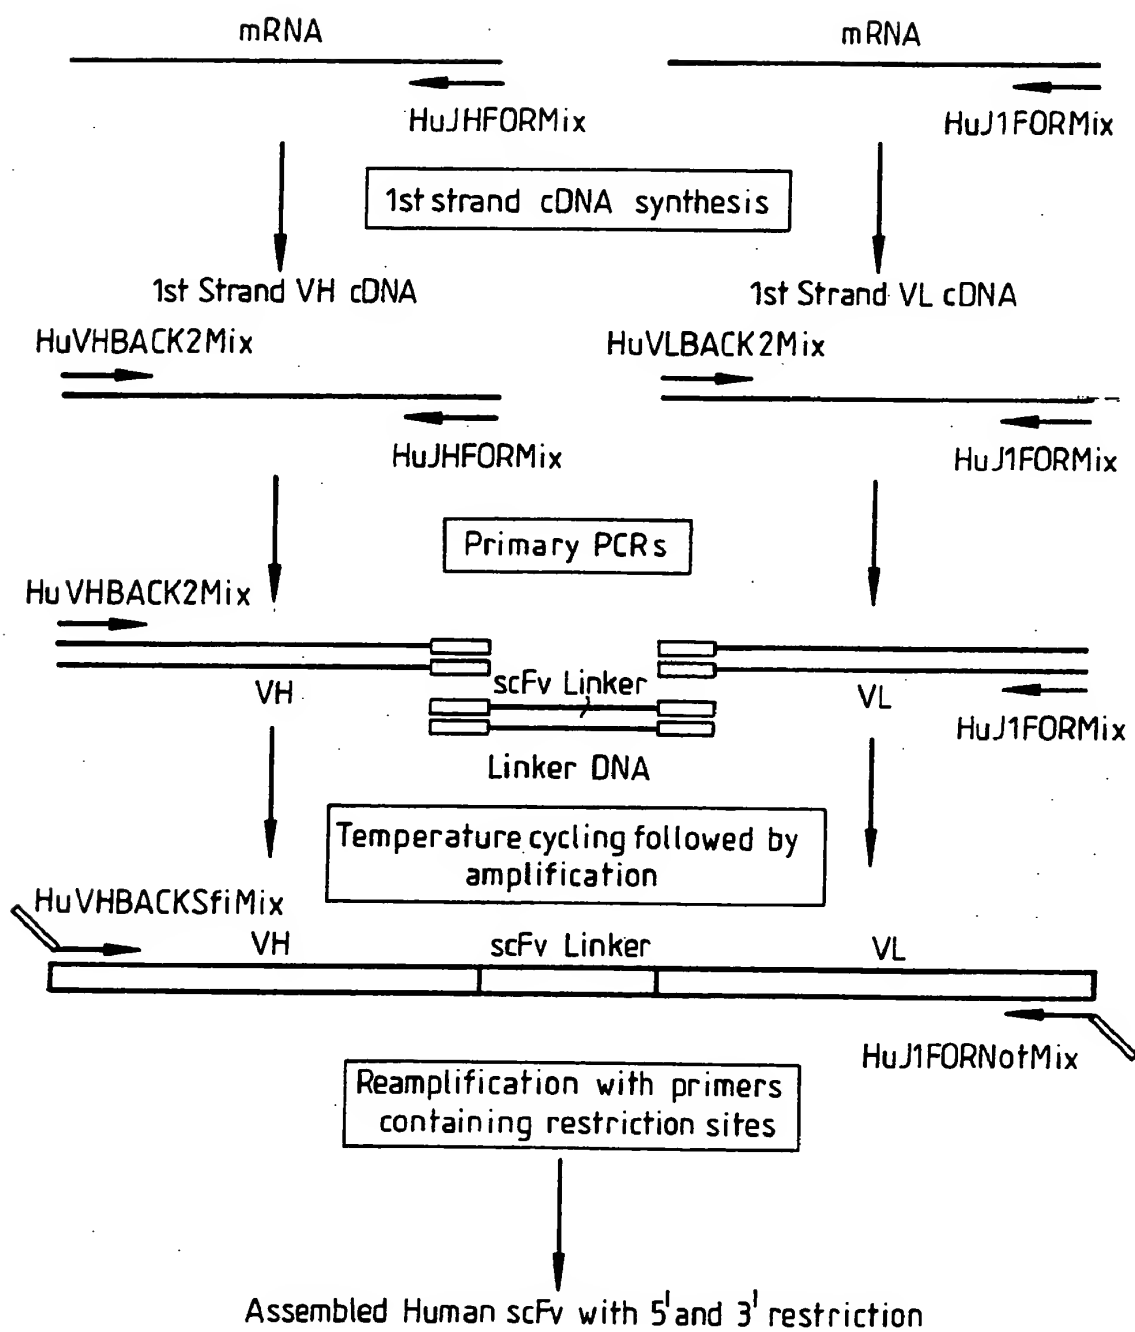 mRNA
mRNA
HuJHFORMix
HuJ1FORMix
1st strand cDNA synthesis
1st Strand VH cDNA
1st Strand VL cDNA
HuVHBACK2Mix
HuVLBACK2Mix
HuJHFORMix
HuJ1FORMix
Primary PCRs
HuVHBACK2Mix
VH
scFv Linker
VL
HuJ1FORMix
Linker DNA
Temperature cycling followed by
amplification
HuVHBACKSfiMix
VH
scFv Linker
VL
HuJ1FORNotMix
Reamplification with primers
containing restriction sites
Assembled Human scFv with 5' and 3' restriction